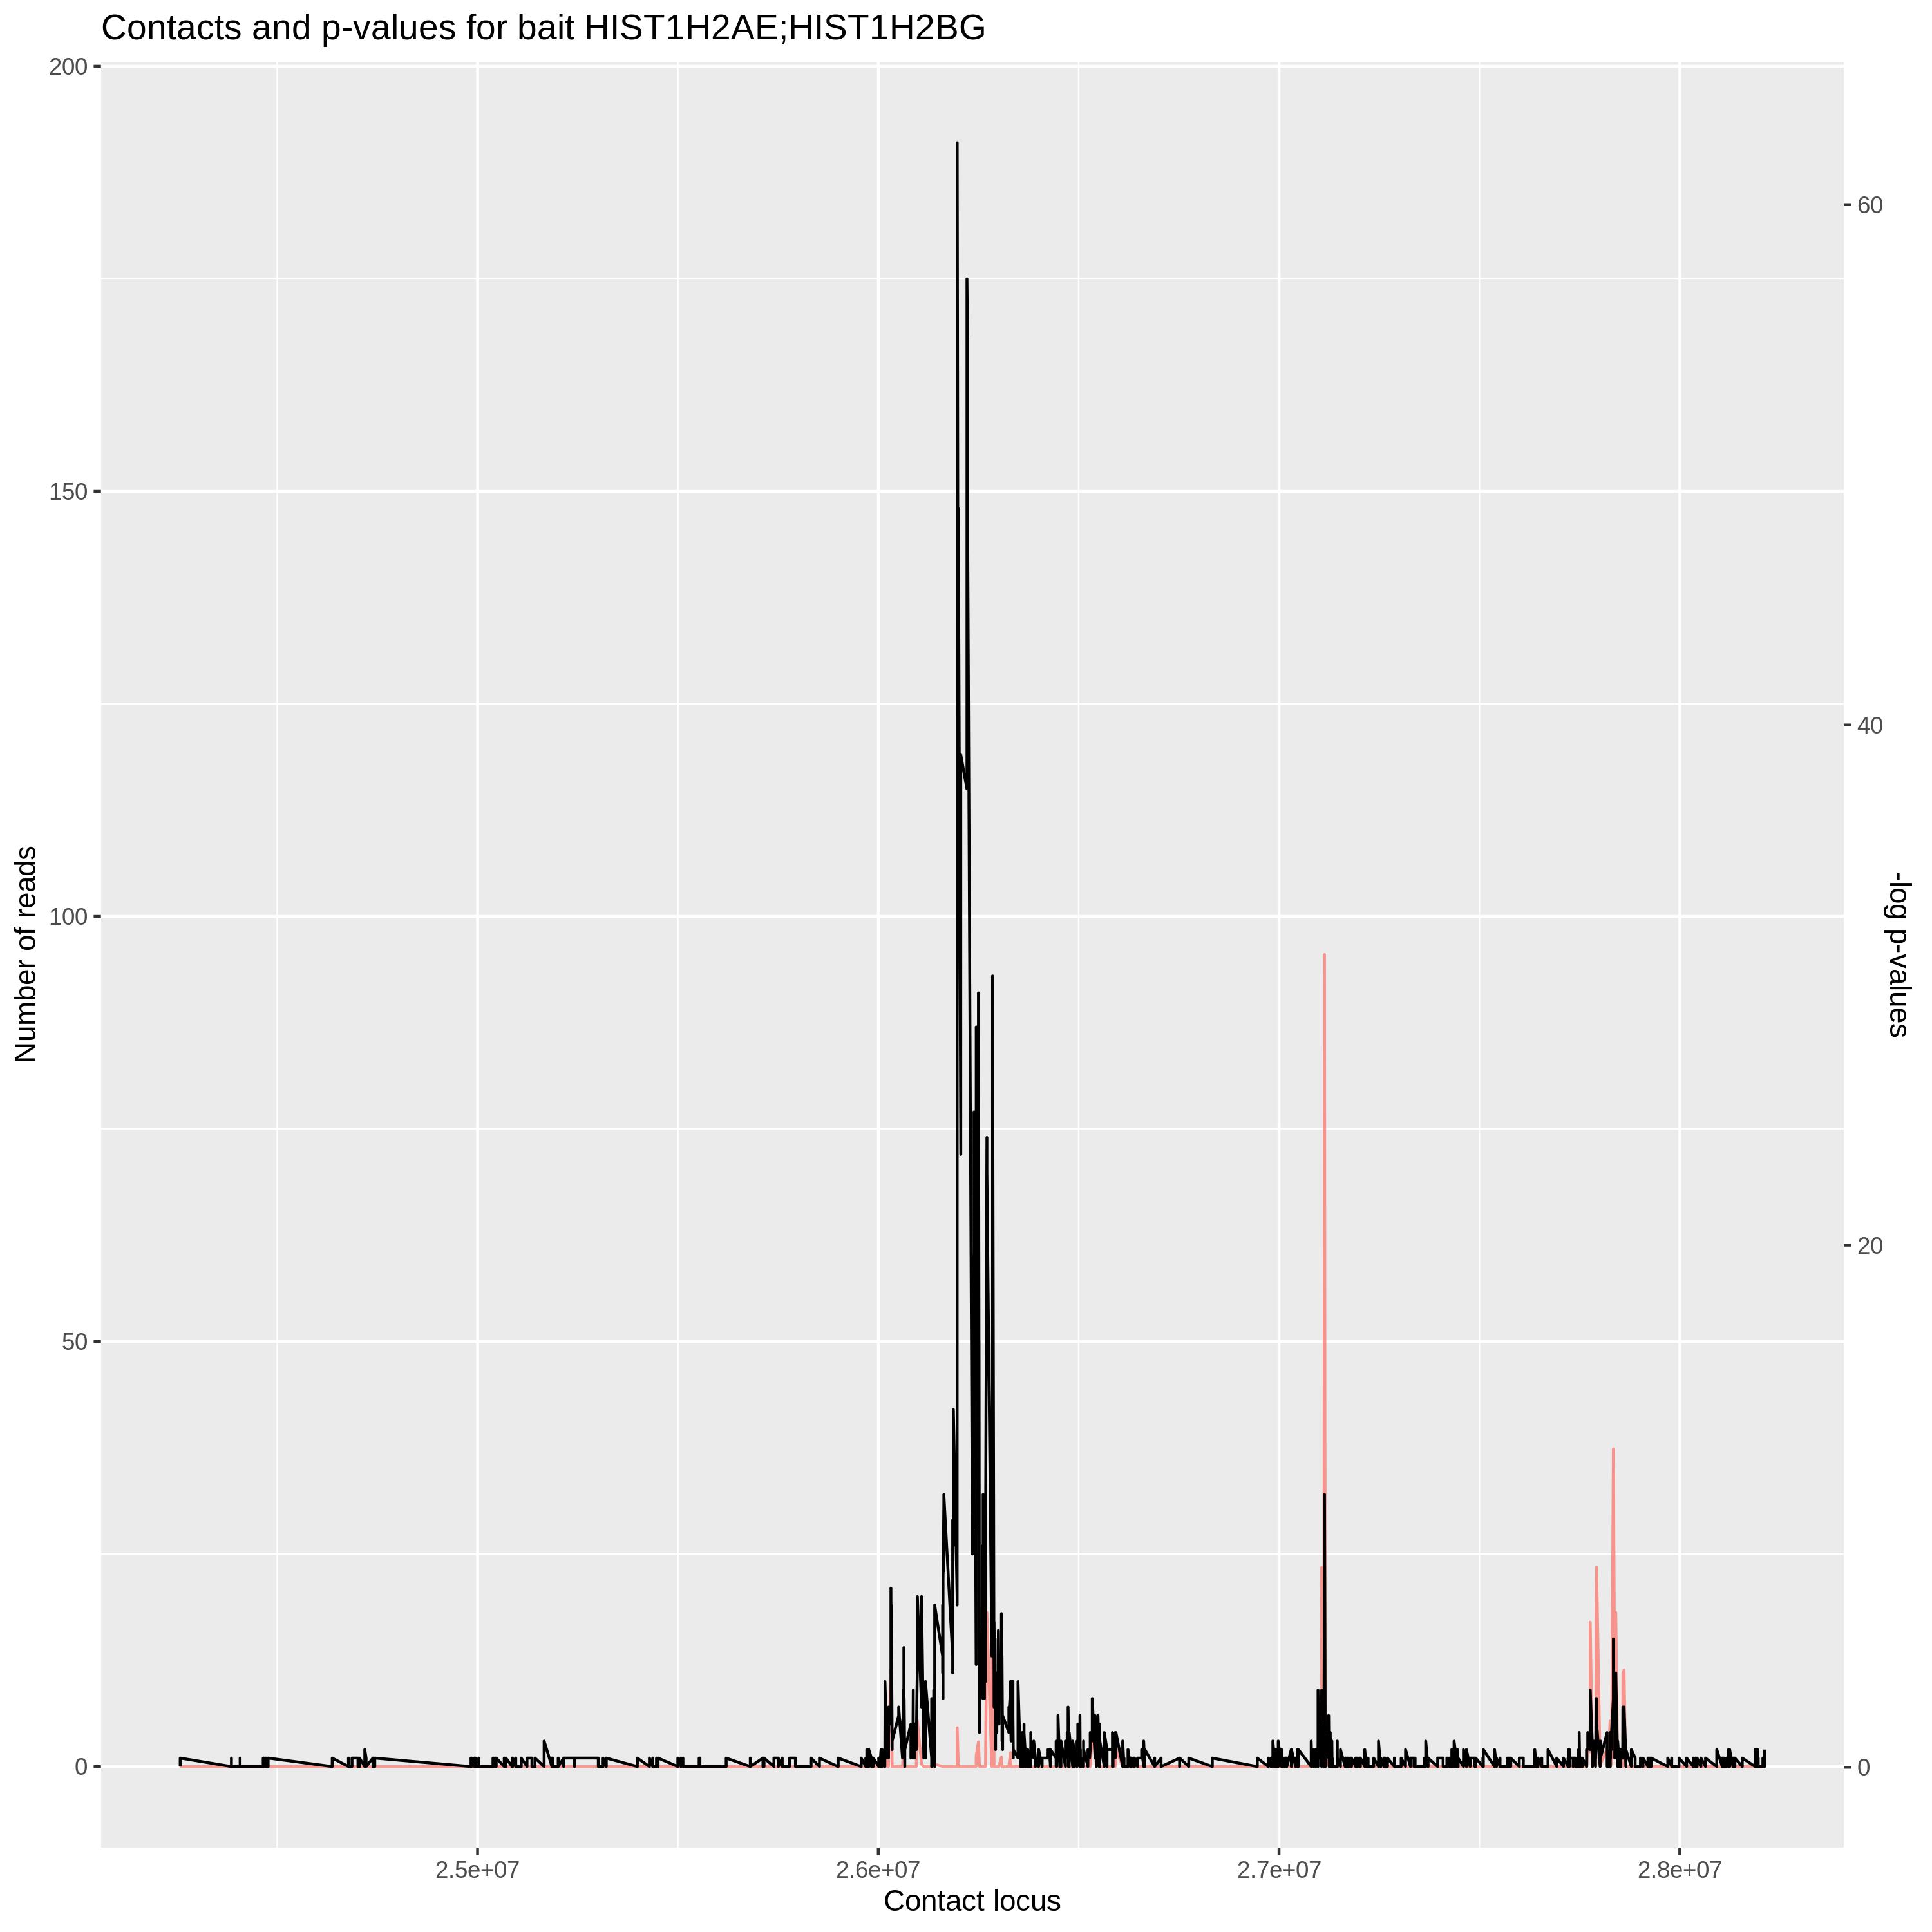 Contacts and p-values for bait HIST1H2AE;HIST1H2BG
200
150
100
50
0
Number of reads
60
40
20
0
-log p-values
2.5e+07
2.6e+07
2.7e+07
2.8e+07
Contact locus